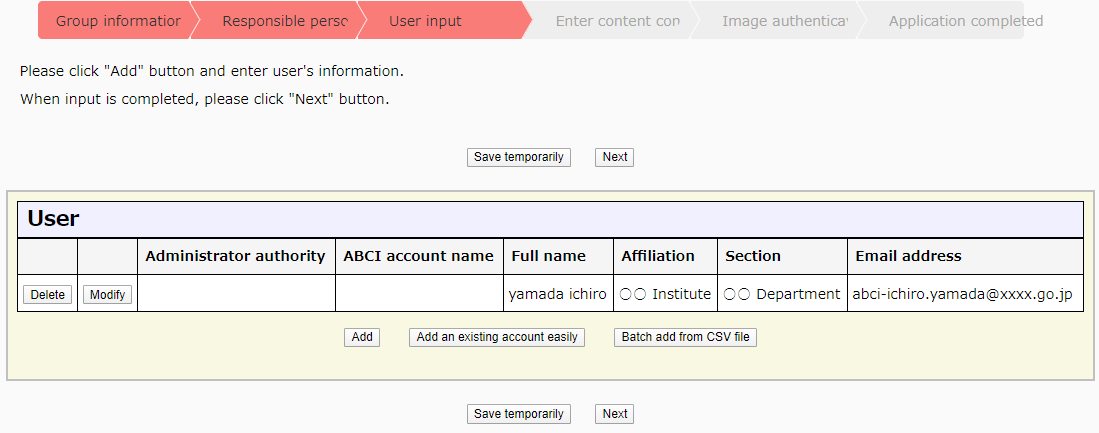 Group information Responsible perso User input Enter content con Image authentica Application completed
Please click "Add" button and enter user's information.
When input is completed, please click "Next" button.
Save temporarily Next
User
Administrator authority ABCI account name Full name Affiliation Section Email address
Delete Modify yamada ichiro 〇〇 Institute 〇〇 Department abci-ichiro.yamada@xxxx.go.jp
Add Add an existing account easily Batch add from CSV file
Save temporarily Next